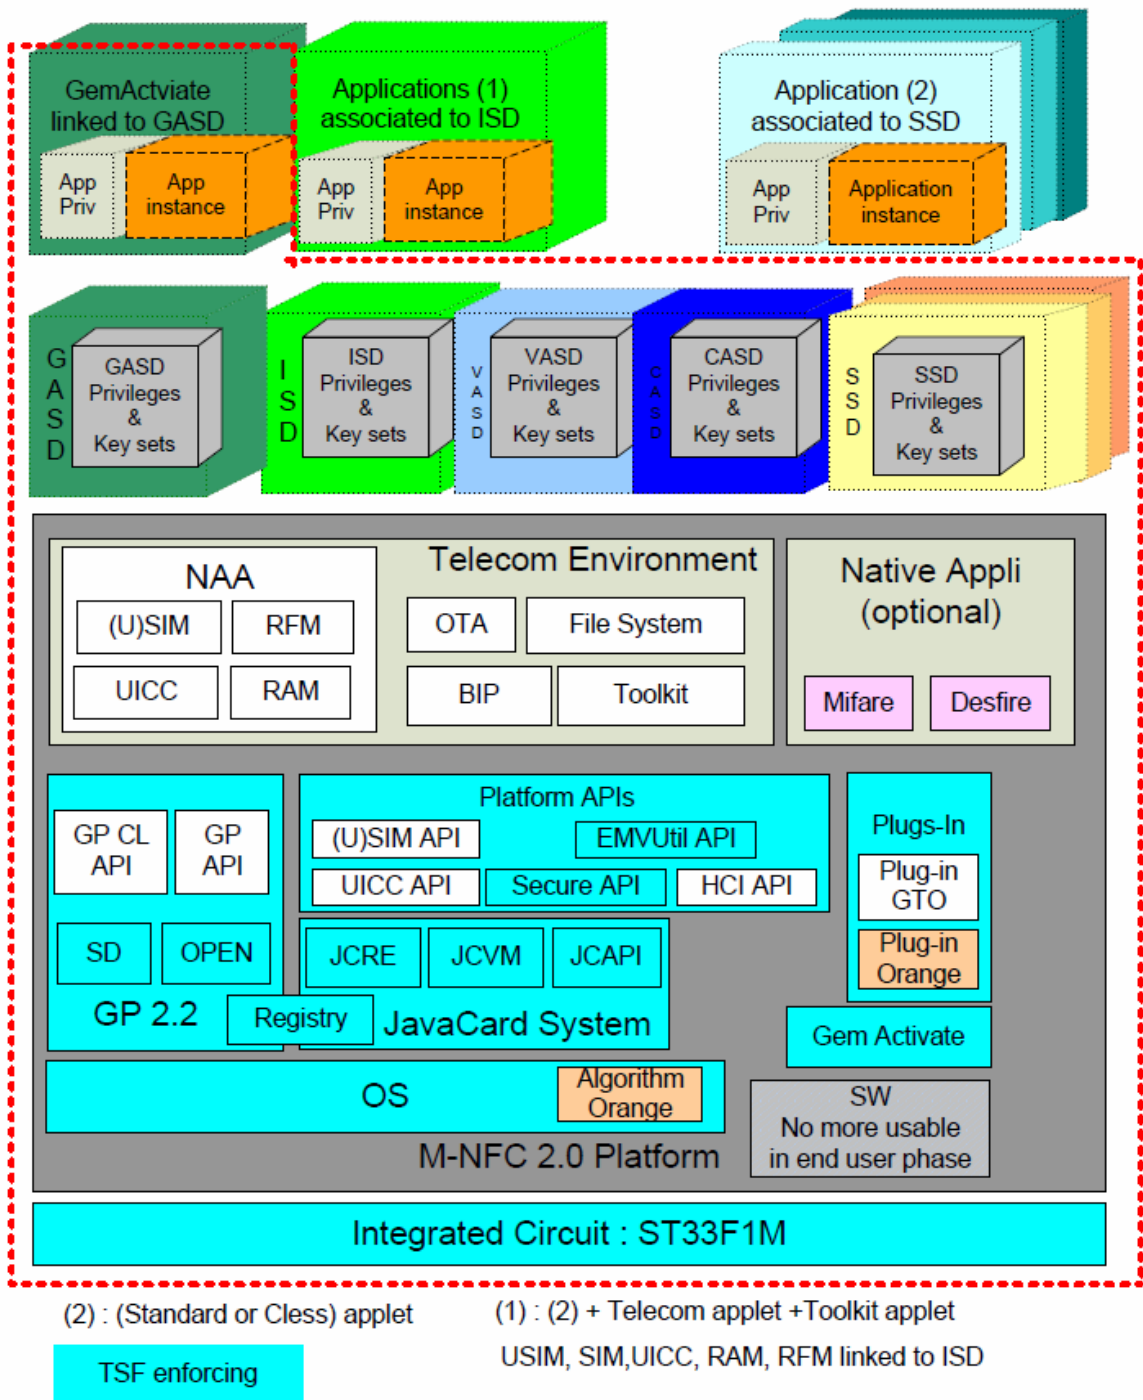 GemActviate
linked to GASD
App
Priv
App
instance
Applications (1)
associated to ISD
App
Priv
App
instance
Application (2)
associated to SSD
App
Priv
Application
instance
GASD
GASD
Privileges
&
Key sets
ISD
ISD
Privileges
&
Key sets
VASD
VASD
Privileges
&
Key sets
CASD
CASD
Privileges
&
Key sets
SSD
SSD
Privileges
&
Key sets
Telecom Environment
NAA
(U)SIM
RFM
UICC
RAM
OTA
File System
BIP
Toolkit
Native Appli
(optional)
Mifare
Desfire
GP CL
API
GP
API
SD
OPEN
GP 2.2
Registry
Platform APIs
(U)SIM API
EMVUtil API
UICC API
Secure API
HCI API
JCRE
JCVM
JCAPI
JavaCard System
Plugs-In
Plug-in
GTO
Plug-in
Orange
Gem Activate
OS
Algorithm
Orange
SW
No more usable
in end user phase
M-NFC 2.0 Platform
Integrated Circuit : ST33F1M
(2) : (Standard or Cless) applet
(1) : (2) + Telecom applet +Toolkit applet
USIM, SIM,UICC, RAM, RFM linked to ISD
TSF enforcing